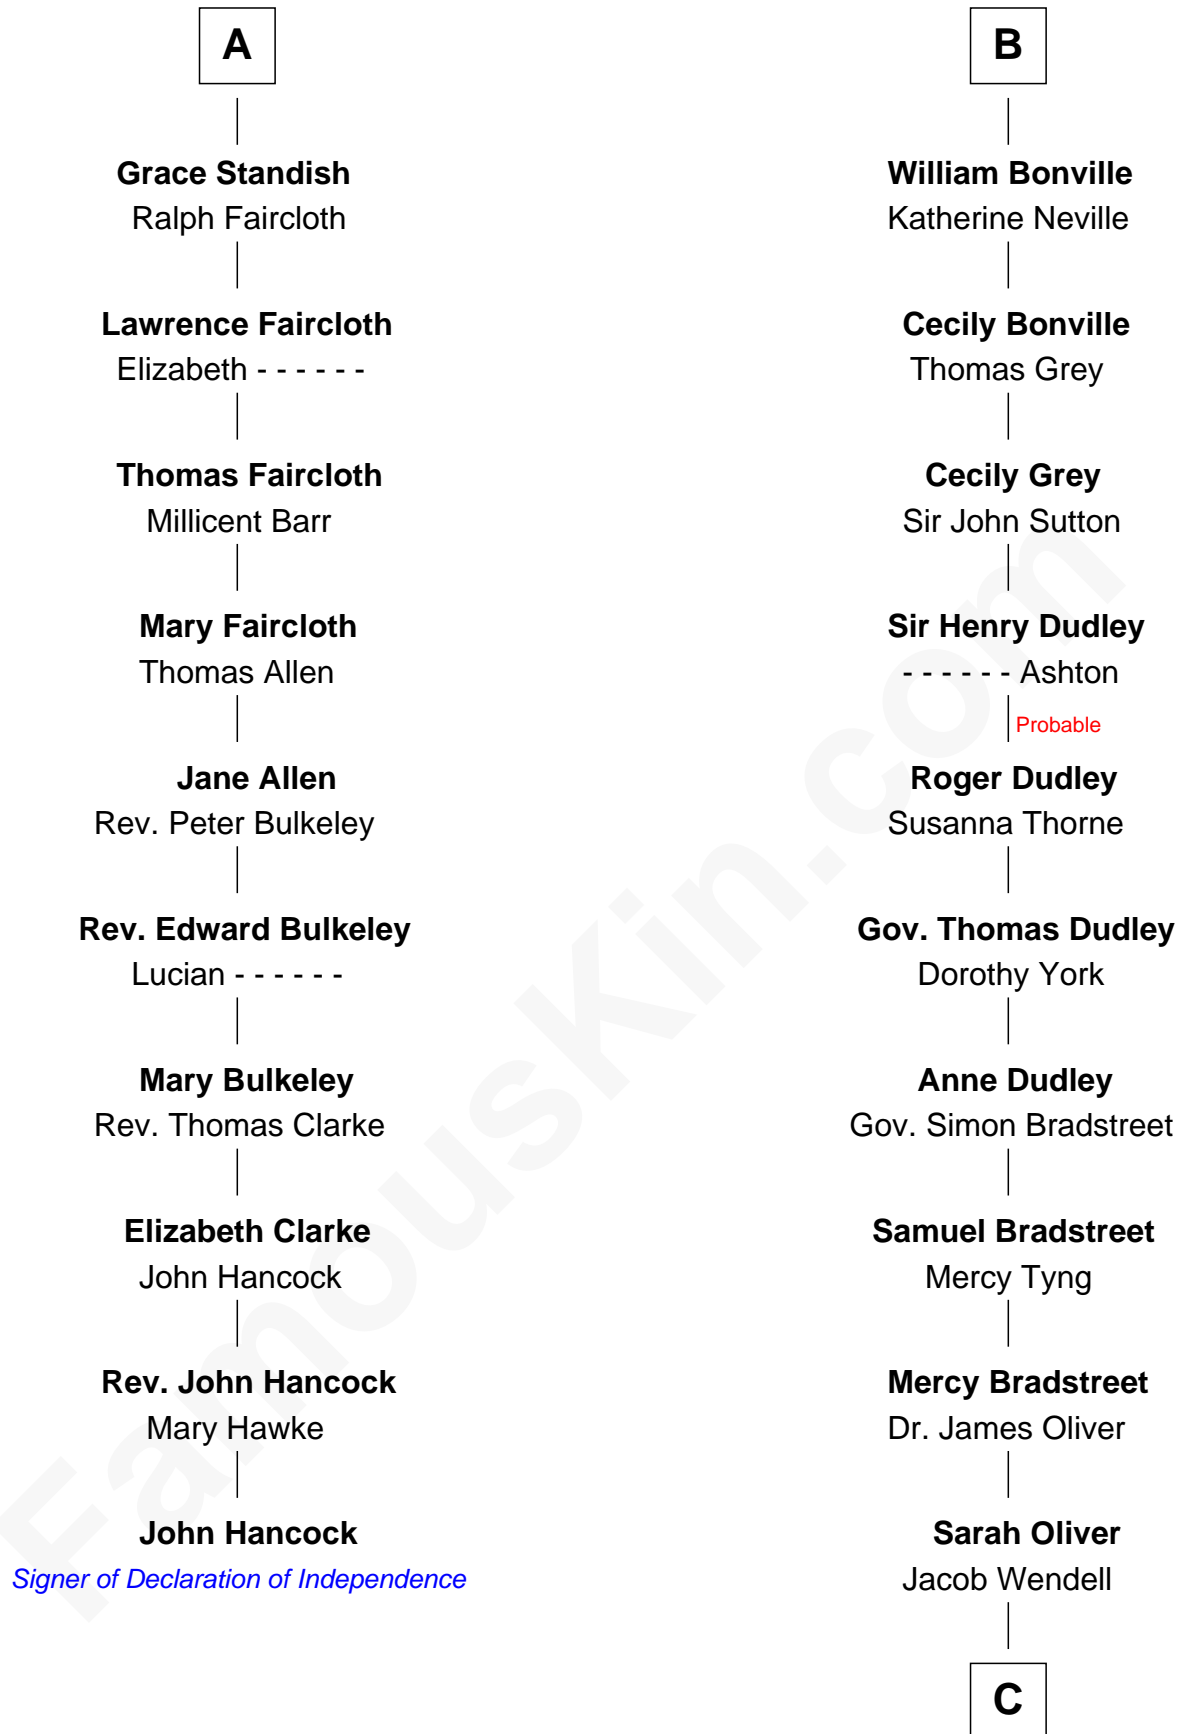 A
Grace Standish
Ralph Faircloth
Lawrence Faircloth
Elizabeth - - - - - -
Thomas Faircloth
Millicent Barr
Mary Faircloth
Thomas Allen
Jane Allen
Rev. Peter Bulkeley
Rev. Edward Bulkeley
Lucian - - - - - -
Mary Bulkeley
Rev. Thomas Clarke
Elizabeth Clarke
John Hancock
Rev. John Hancock
Mary Hawke
John Hancock
Signer of Declaration of Independence
B
William Bonville
Katherine Neville
Cecily Bonville
Thomas Grey
Cecily Grey
Sir John Sutton
Sir Henry Dudley
- - - - - - Ashton
Probable
Roger Dudley
Susanna Thorne
Gov. Thomas Dudley
Dorothy York
Anne Dudley
Gov. Simon Bradstreet
Samuel Bradstreet
Mercy Tyng
Mercy Bradstreet
Dr. James Oliver
Sarah Oliver
Jacob Wendell
C
FamousKin.com